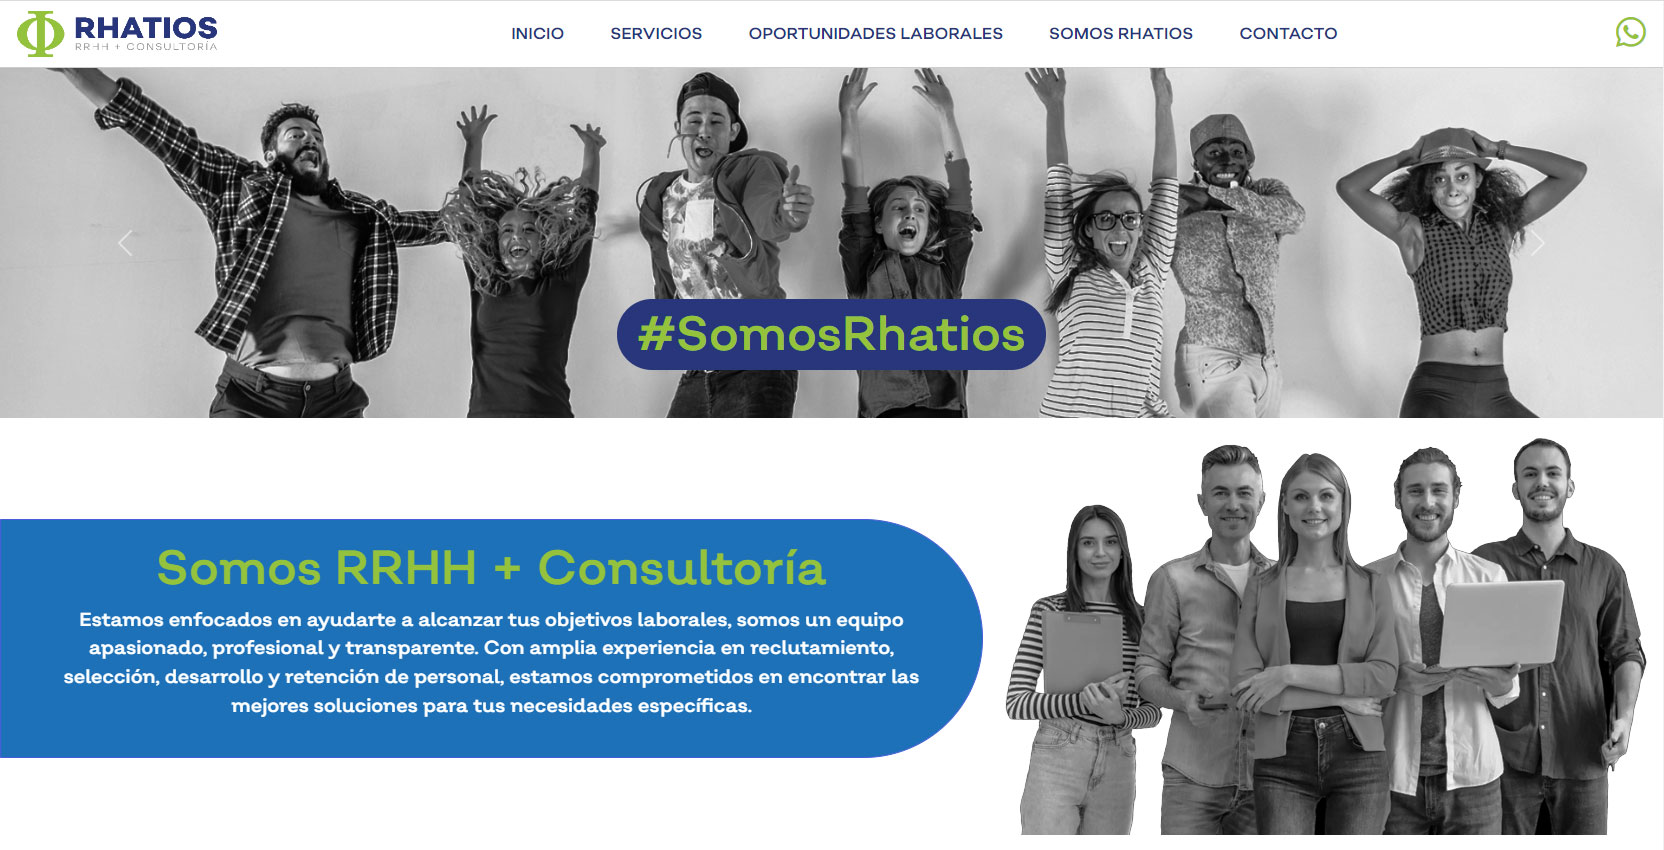 RHATIOS
RRHH + CONSULTORÍA
INICIO
SERVICIOS
OPORTUNIDADES LABORALES
SOMOS RHATIOS
CONTACTO
#SomosRhatios
Somos RRHH + Consultoría
Estamos enfocados en ayudarte a alcanzar tus objetivos laborales, somos un equipo
apasionado, profesional y transparente. Con amplia experiencia en reclutamiento,
selección, desarrollo y retención de personal, estamos comprometidos en encontrar las
mejores soluciones para tus necesidades específicas.